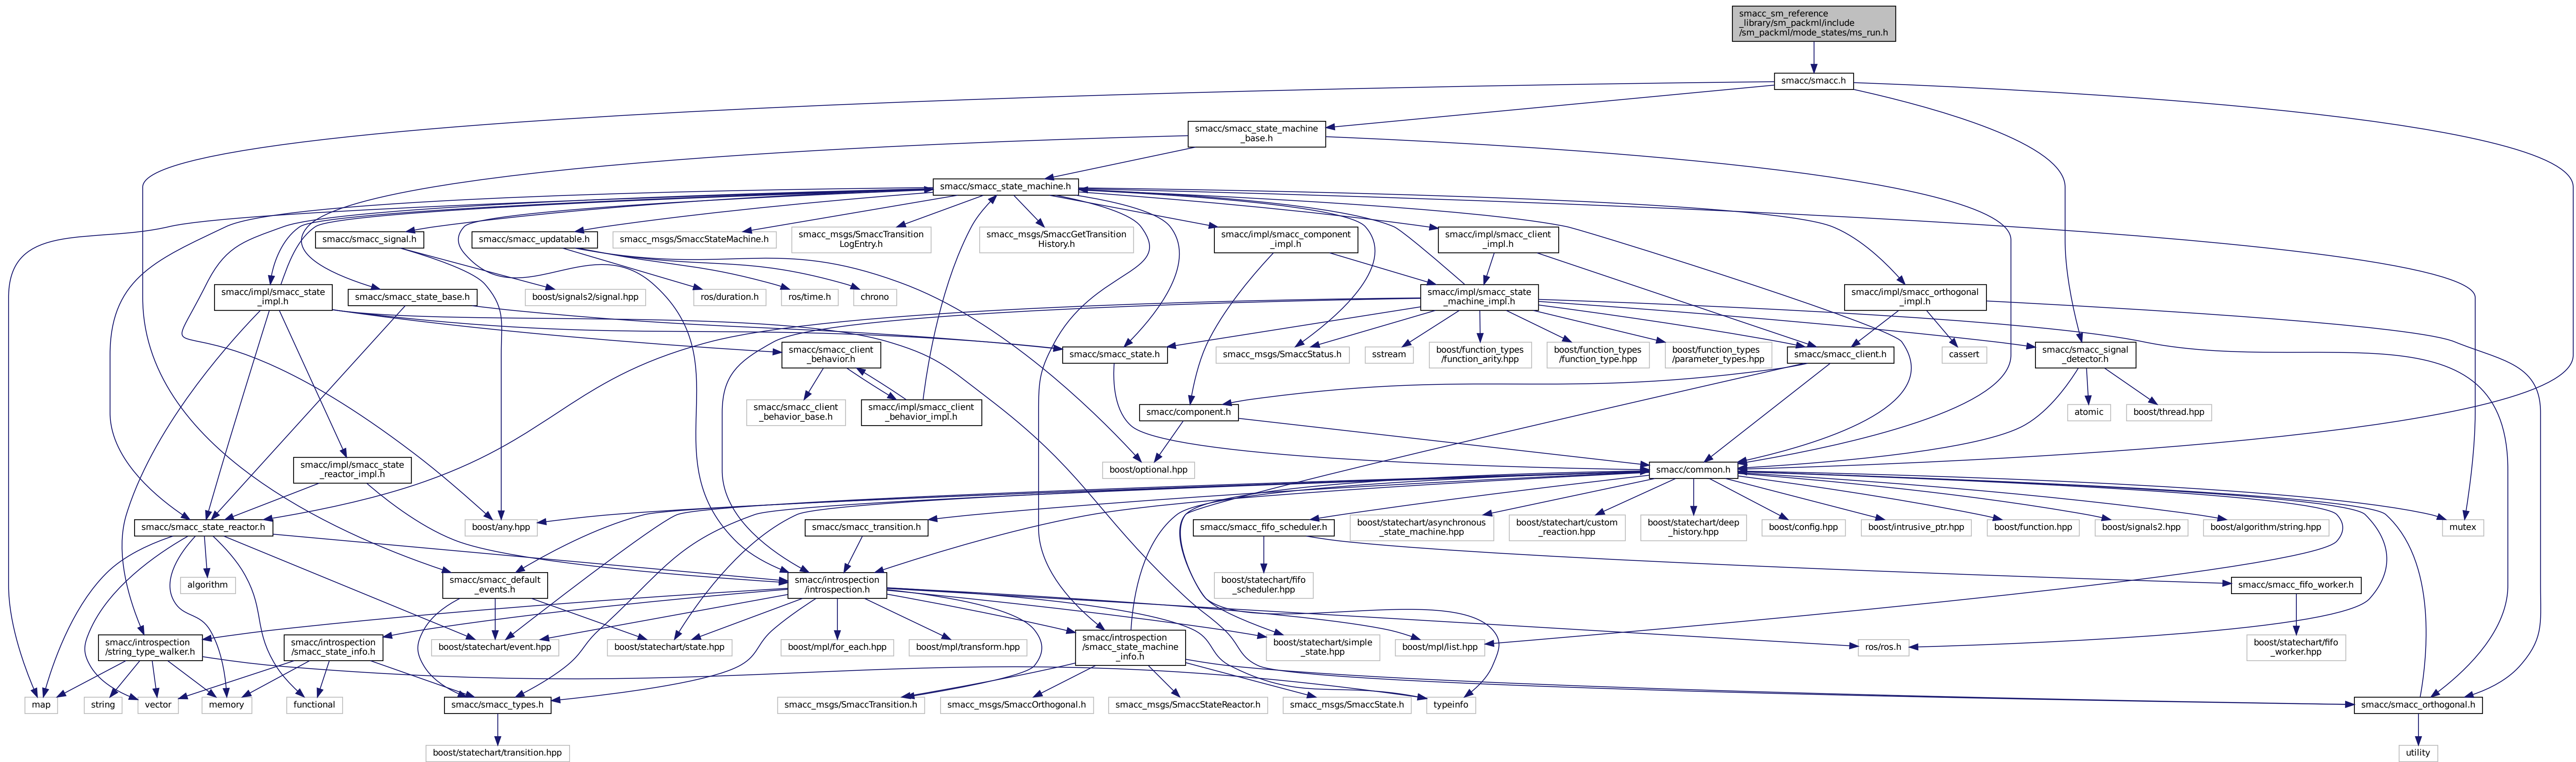 smacc_sm_reference
_library/sm_packml/include
/sm_packml/mode_states/ms_run.h
smacc/smacc.h
smacc/smacc_state_machine
_base.h
smacc/smacc_state_machine.h
smacc/smacc_signal.h
smacc/smacc_updatable.h
smacc_msgs/SmaccStateMachine.h
smacc_msgs/SmaccTransition
LogEntry.h
smacc_msgs/SmaccGetTransition
History.h
smacc/impl/smacc_component
_impl.h
smacc/impl/smacc_client
_impl.h
smacc/impl/smacc_state
_impl.h
smacc/smacc_state_base.h
boost/signals2/signal.hpp
ros/duration.h
ros/time.h
chrono
smacc/impl/smacc_state
_machine_impl.h
smacc/impl/smacc_orthogonal
_impl.h
smacc/smacc_client
_behavior.h
smacc/smacc_state.h
smacc_msgs/SmaccStatus.h
sstream
boost/function_types
/function_arity.hpp
boost/function_types
/function_type.hpp
boost/function_types
/parameter_types.hpp
smacc/smacc_client.h
cassert
smacc/smacc_signal
_detector.h
smacc/smacc_client
_behavior_base.h
smacc/impl/smacc_client
_behavior_impl.h
smacc/component.h
atomic
boost/thread.hpp
smacc/impl/smacc_state
_reactor_impl.h
boost/optional.hpp
smacc/common.h
smacc/smacc_state_reactor.h
boost/any.hpp
smacc/smacc_transition.h
smacc/smacc_fifo_scheduler.h
boost/statechart/asynchronous
_state_machine.hpp
boost/statechart/custom
_reaction.hpp
boost/statechart/deep
_history.hpp
boost/config.hpp
boost/intrusive_ptr.hpp
boost/function.hpp
boost/signals2.hpp
boost/algorithm/string.hpp
mutex
algorithm
smacc/smacc_default
_events.h
smacc/introspection
/introspection.h
boost/statechart/fifo
_scheduler.hpp
smacc/smacc_fifo_worker.h
smacc/introspection
/string_type_walker.h
smacc/introspection
/smacc_state_info.h
boost/statechart/event.hpp
boost/statechart/state.hpp
boost/mpl/for_each.hpp
boost/mpl/transform.hpp
smacc/introspection
/smacc_state_machine
_info.h
boost/statechart/simple
_state.hpp
boost/mpl/list.hpp
ros/ros.h
boost/statechart/fifo
_worker.hpp
map
string
vector
memory
functional
smacc/smacc_types.h
smacc_msgs/SmaccTransition.h
smacc_msgs/SmaccOrthogonal.h
smacc_msgs/SmaccStateReactor.h
smacc_msgs/SmaccState.h
typeinfo
smacc/smacc_orthogonal.h
boost/statechart/transition.hpp
utility